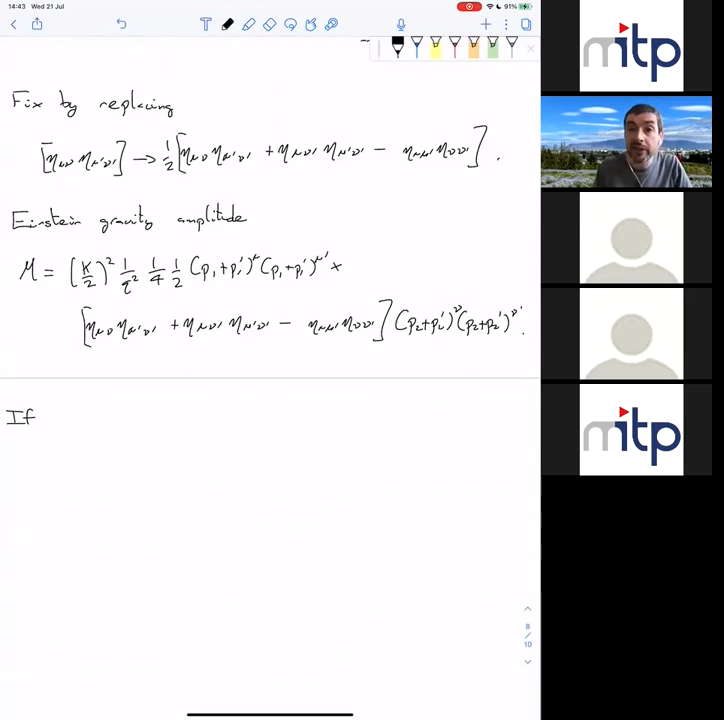 14:43 Wed 21 Jul
91%
Fix by replacing
[η_{μν} η_{μ'ν'}] → 1/2 [η_{μν} η_{μ'ν'} + η_{μν'} η_{μ'ν} − η_{μμ'} η_{νν'}] .
Einstein gravity amplitude
M = (K/2)^2 1/q^2 1/4 1/2 (p_1+p_1')^μ (p_1+p_1')^{μ'} ×
[η_{μν} η_{μ'ν'} + η_{μν'} η_{μ'ν} − η_{μμ'} η_{νν'}] (p_2+p_2')^ν (p_2+p_2')^{ν'} .
If
8
/
10
mitp
mitp